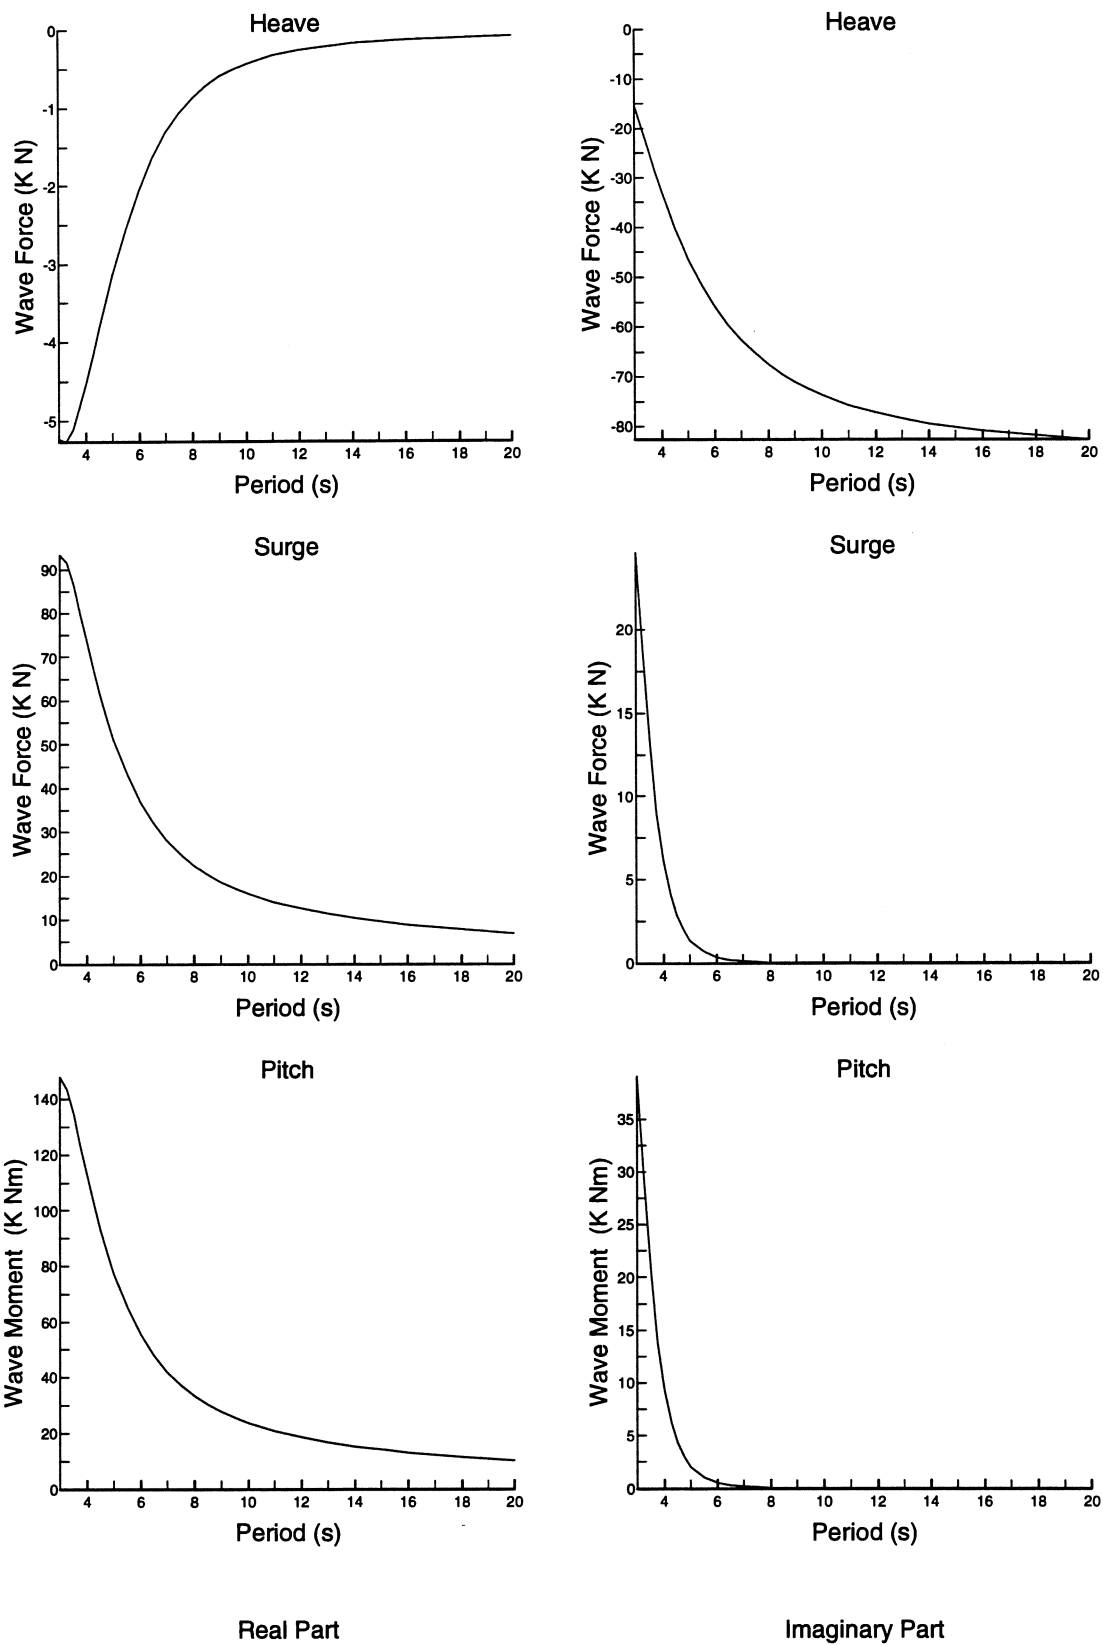 Heave
Wave Force (K N)
0
-1
-2
-3
-4
-5
4 6 8 10 12 14 16 18 20
Period (s)
Heave
Wave Force (K N)
0
-10
-20
-30
-40
-50
-60
-70
-80
4 6 8 10 12 14 16 18 20
Period (s)
Surge
Wave Force (K N)
90
80
70
60
50
40
30
20
10
0
4 6 8 10 12 14 16 18 20
Period (s)
Surge
Wave Force (K N)
20
15
10
5
0
4 6 8 10 12 14 16 18 20
Period (s)
Pitch
Wave Moment (K Nm)
140
120
100
80
60
40
20
0
4 6 8 10 12 14 16 18 20
Period (s)
Pitch
Wave Moment (K Nm)
35
30
25
20
15
10
5
0
4 6 8 10 12 14 16 18 20
Period (s)
Real Part
Imaginary Part